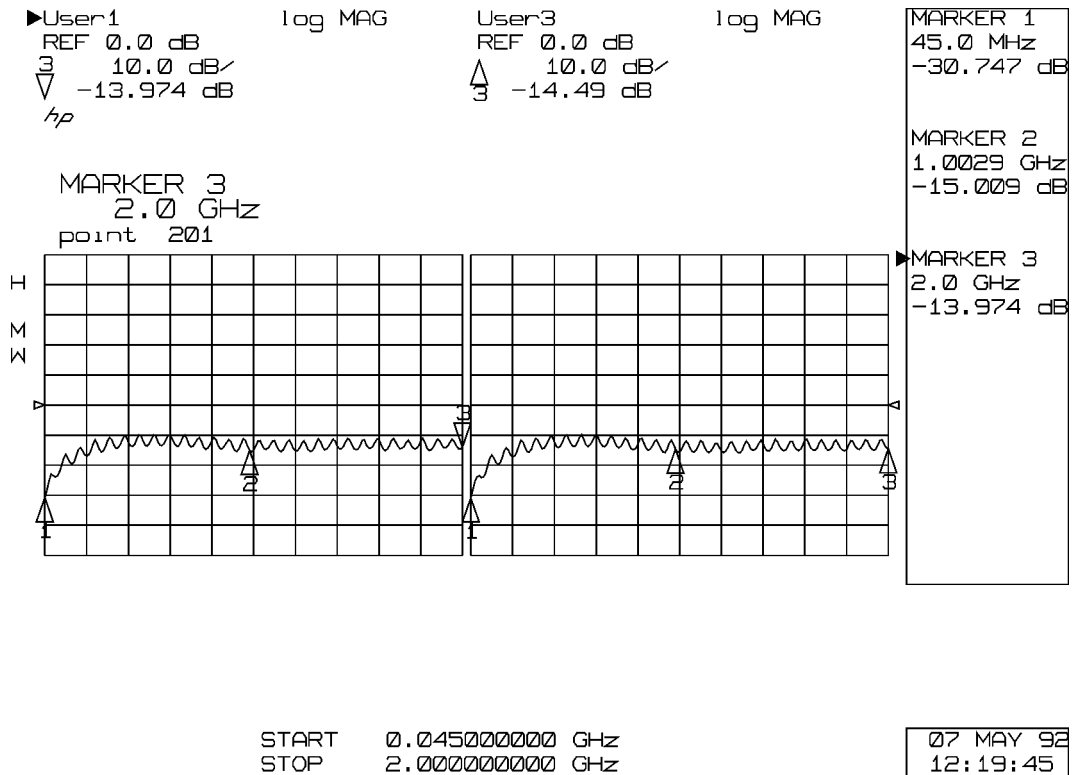 ▶User1 log MAG User3 log MAG
REF 0.0 dB REF 0.0 dB
3 10.0 dB/ 10.0 dB/
-13.974 dB 3 -14.49 dB
hp
MARKER 3
2.0 GHz
point 201
H
M
W
3
2
1
2
3
1
MARKER 1
45.0 MHz
-30.747 dB
MARKER 2
1.0029 GHz
-15.009 dB
▶MARKER 3
2.0 GHz
-13.974 dB
START 0.045000000 GHz
STOP 2.000000000 GHz
07 MAY 92
12:19:45